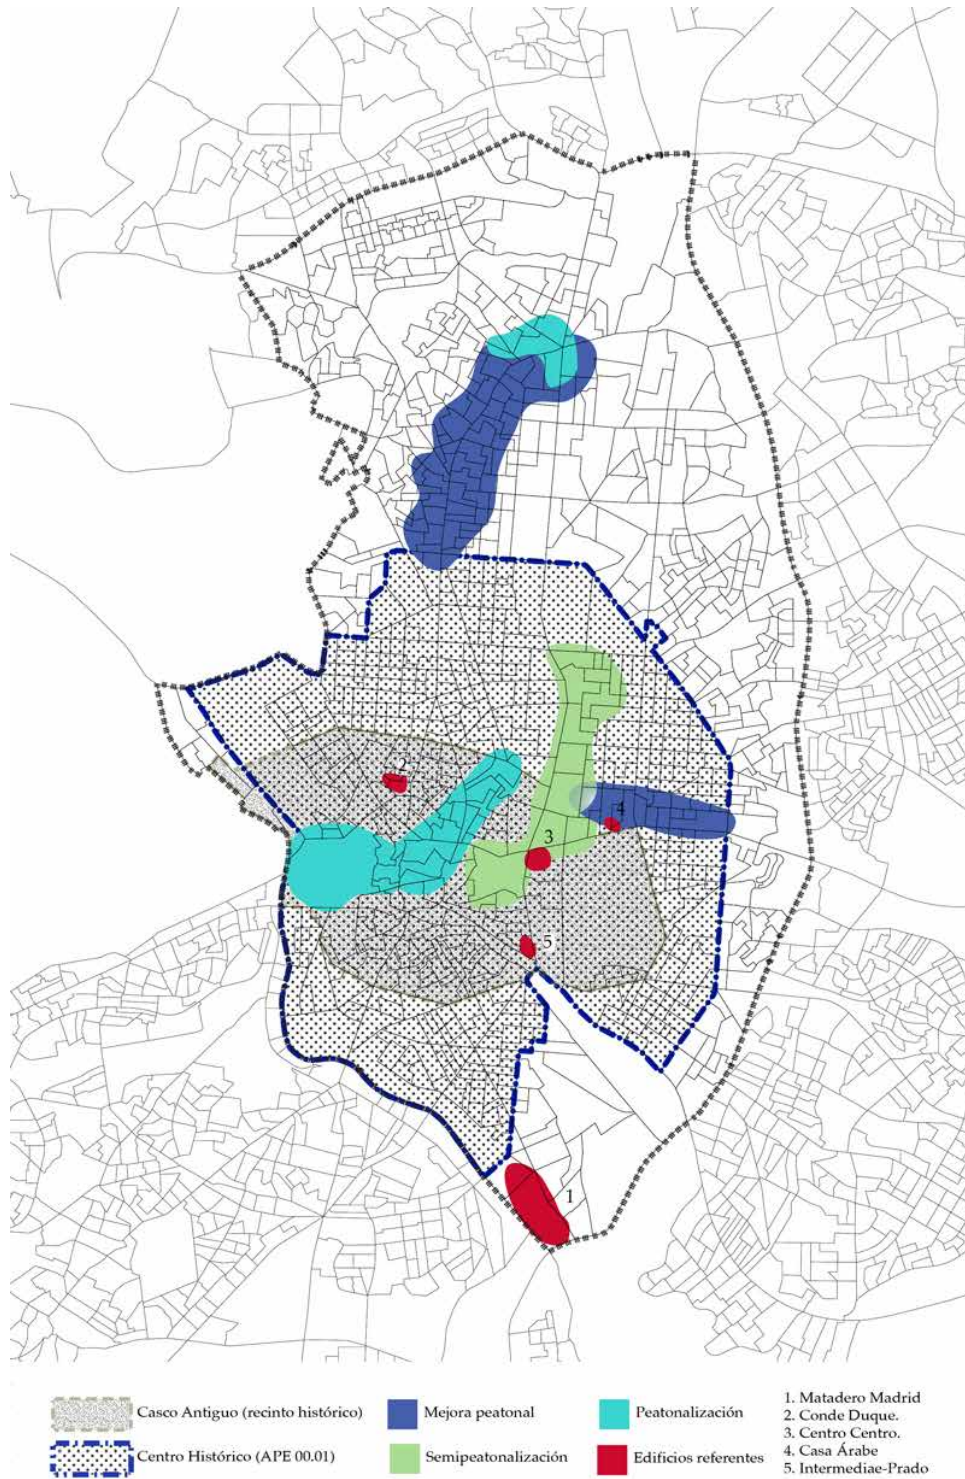 2
4
3
5
1
Casco Antiguo (recinto histórico)
Mejora peatonal
Peatonalización
Centro Histórico (APE 00.01)
Semipeatonalización
Edificios referentes
1. Matadero Madrid
2. Conde Duque.
3. Centro Centro.
4. Casa Árabe
5. Intermediae-Prado